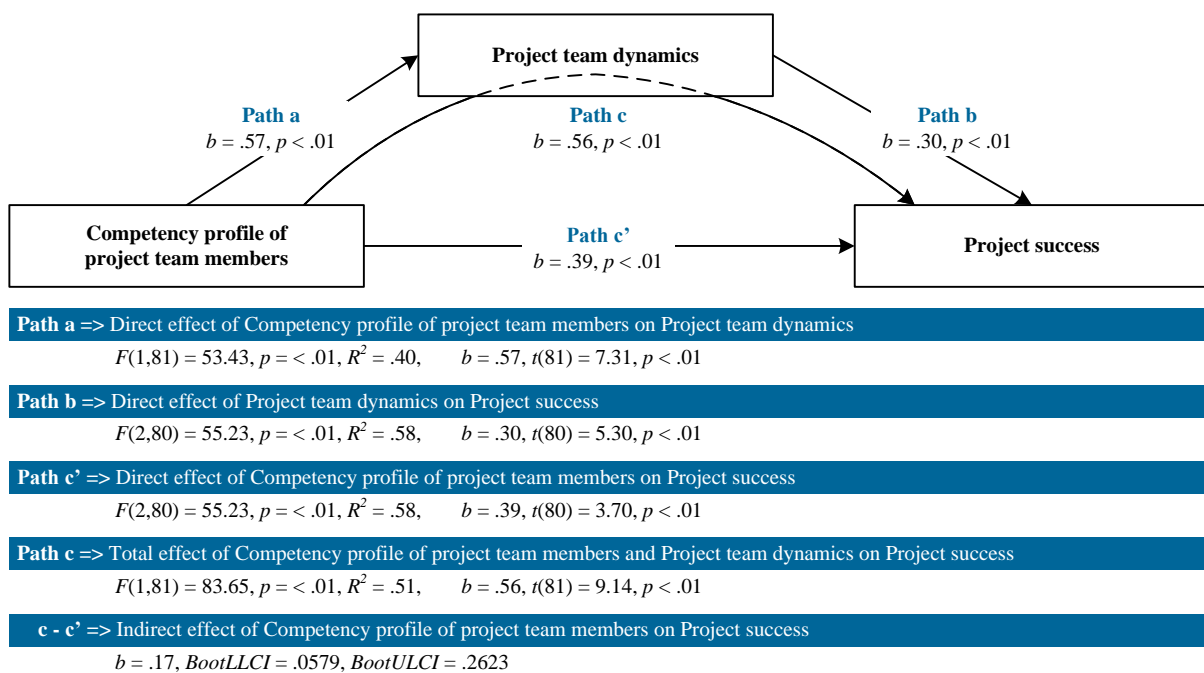 Project team dynamics
Path a
b = .57, p < .01
Path c
b = .56, p < .01
Path b
b = .30, p < .01
Competency profile of
project team members
Path c’
b = .39, p < .01
Project success
Path a => Direct effect of Competency profile of project team members on Project team dynamics
F(1,81) = 53.43, p = < .01, R² = .40, b = .57, t(81) = 7.31, p < .01
Path b => Direct effect of Project team dynamics on Project success
F(2,80) = 55.23, p = < .01, R² = .58, b = .30, t(80) = 5.30, p < .01
Path c’ => Direct effect of Competency profile of project team members on Project success
F(2,80) = 55.23, p = < .01, R² = .58, b = .39, t(80) = 3.70, p < .01
Path c => Total effect of Competency profile of project team members and Project team dynamics on Project success
F(1,81) = 83.65, p = < .01, R² = .51, b = .56, t(81) = 9.14, p < .01
c - c’ => Indirect effect of Competency profile of project team members on Project success
b = .17, BootLLCI = .0579, BootULCI = .2623